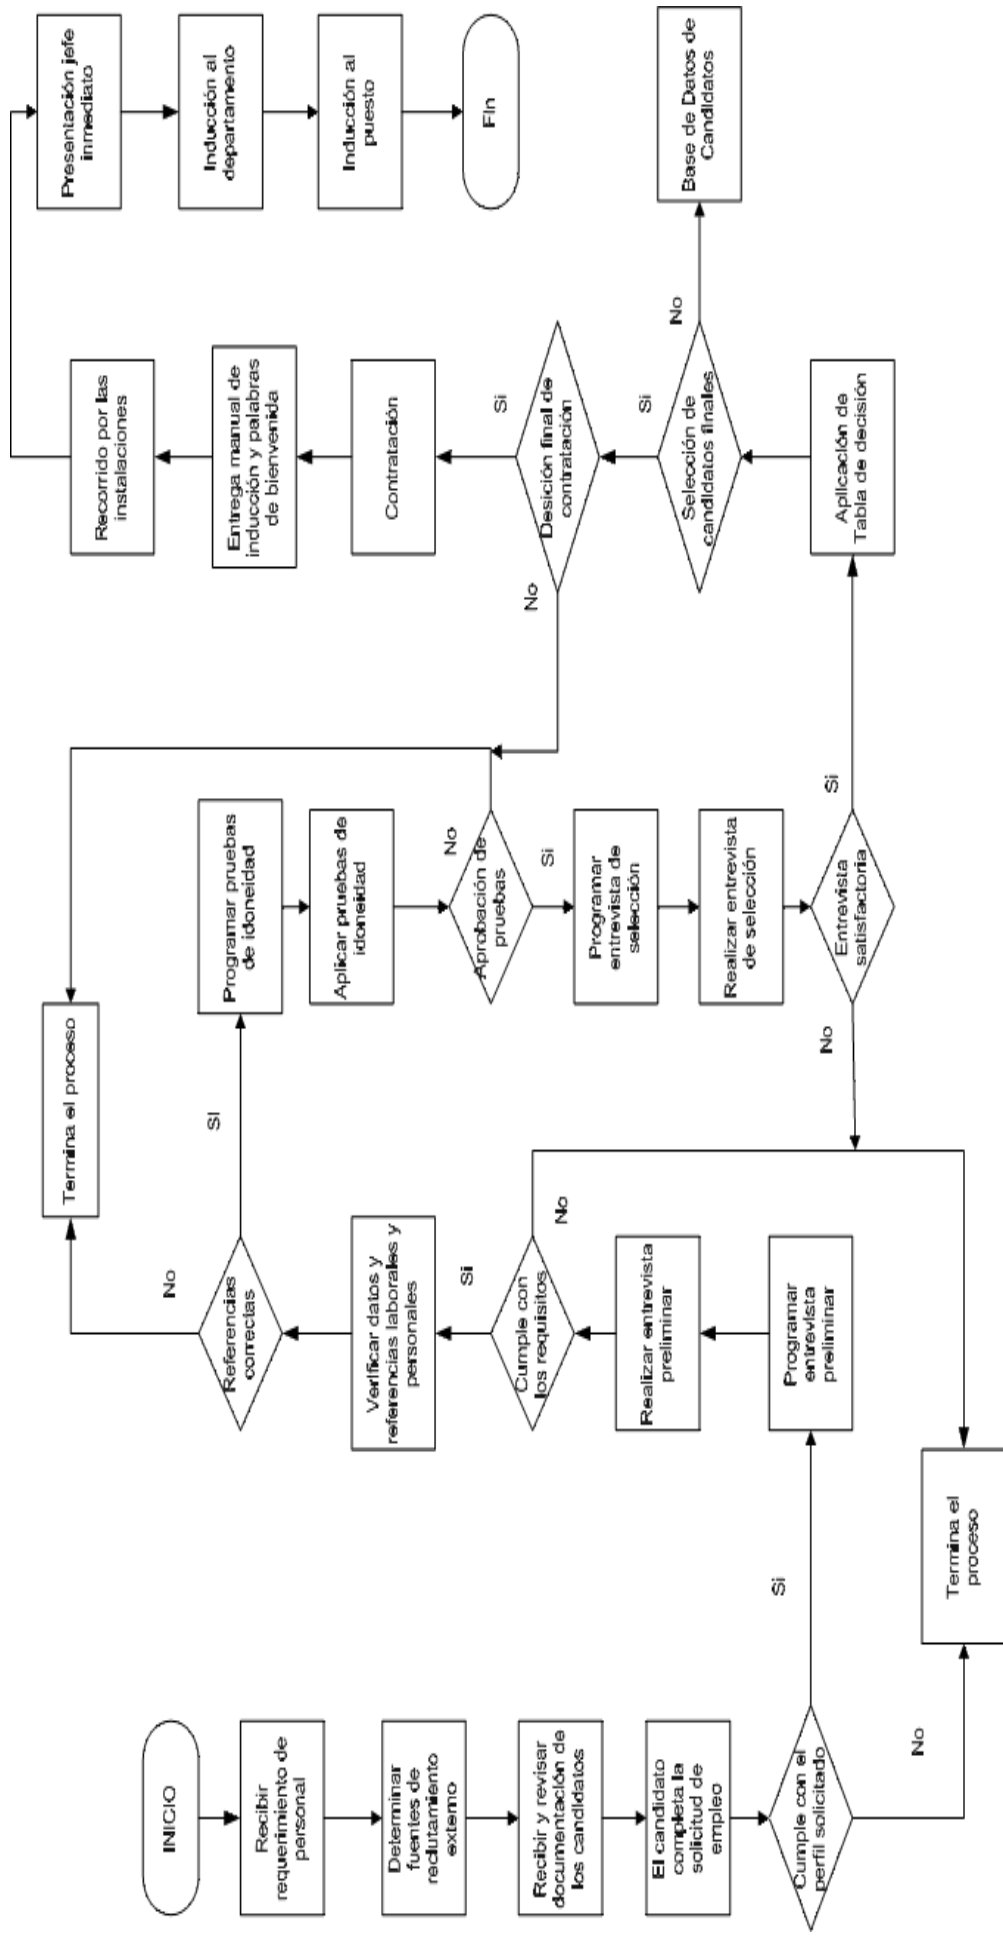 INICIO
Recibir
requerimiento de
personal
Determinar
fuentes de
reclutamiento
externo
Recibir y revisar
documentación de
los candidatos
El candidato
completa la
solicitud de
empleo
Cumple con el
perfil solicitado
No
Si
Termina el
proceso
Programar
entrevista
preliminar
Realizar entrevista
preliminar
Cumple con
los requisitos
No
Si
Verificar datos y
referencias laborales y
personales
Referencias
correctas
No
SI
Termina el proceso
Programar pruebas
de idoneidad
Aplicar pruebas de
idoneidad
Aprobación de
pruebas
No
Si
Programar
entrevista de
selección
Realizar entrevista
de selección
Entrevista
satisfactoria
No
Si
Aplicación de
Tabla de decisión
Selección de
candidatos finales
No
Si
Base de Datos de
Candidatos
Desición final de
contratación
No
Si
Contratación
Entrega manual de
inducción y palabras
de bienvenida
Recorrido por las
instalaciones
Presentación jefe
inmediato
Inducción al
departamento
Inducción al
puesto
Fin